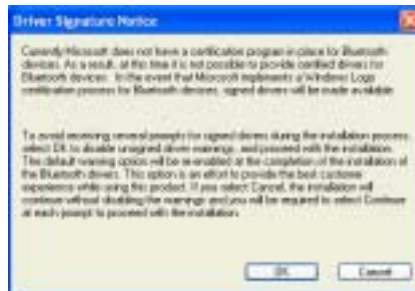 Driver Signature Notice
Currently Microsoft does not have a certification program in place for Bluetooth
devices. As a result, at this time it is not possible to provide certified drivers for
Bluetooth devices. In the event that Microsoft implements a Windows Logo
certification process for Bluetooth devices, signed drivers will be made available.
To avoid receiving several prompts for signed drivers during the installation process,
select OK to disable unsigned driver warnings, and proceed with the installation.
This default warning option will be re-enabled at the completion of the installation of
the Bluetooth drivers. This option is an effort to provide the best customer
experience while using this product. If you select Cancel, the installation will
continue without disabling the warnings and you will be required to select Continue
at each prompt to proceed with the installation.
OK
Cancel